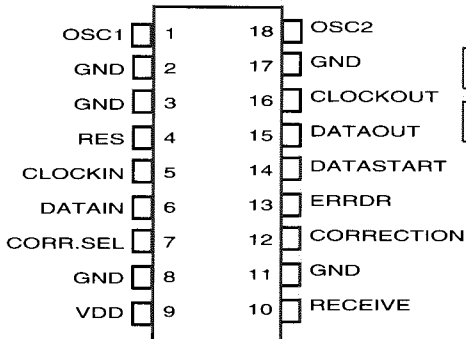 OSC1 1 18 OSC2
GND 2 17 GND
GND 3 16 CLOCKOUT
RES 4 15 DATAOUT
CLOCKIN 5 14 DATASTART
DATAIN 6 13 ERRDR
CORR.SEL 7 12 CORRECTION
GND 8 11 GND
VDD 9 10 RECEIVE